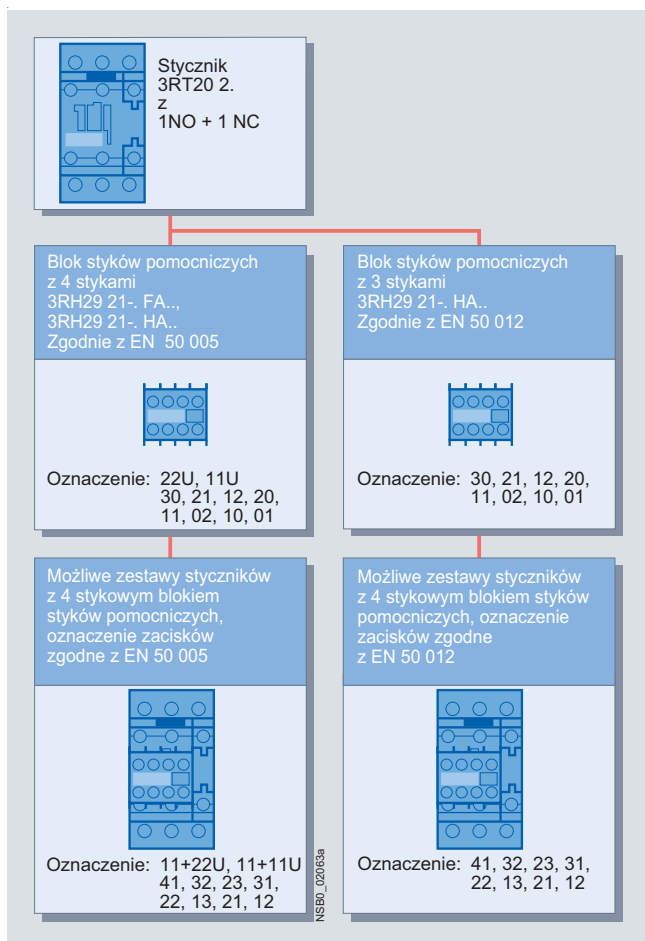 Stycznik
3RT20 2.
z
1NO + 1 NC
Blok styków pomocniczych
z 4 stykami
3RH29 21-. FA..,
3RH29 21-. HA..
Zgodnie z EN 50 005
Blok styków pomocniczych
z 3 stykami
3RH29 21-. HA..
Zgodnie z EN 50 012
Oznaczenie: 22U, 11U
30, 21, 12, 20,
11, 02, 10, 01
Oznaczenie: 30, 21, 12, 20,
11, 02, 10, 01
Możliwe zestawy styczników
z 4 stykowym blokiem
styków pomocniczych,
oznaczenie zacisków
zgodne z EN 50 005
Możliwe zestawy styczników
z 4 stykowym blokiem styków
pomocniczych, oznaczenie
zacisków zgodne
z EN 50 012
Oznaczenie: 11+22U, 11+11U
41, 32, 23, 31,
22, 13, 21, 12
Oznaczenie: 41, 32, 23, 31,
22, 13, 21, 12
NSB0_02063a